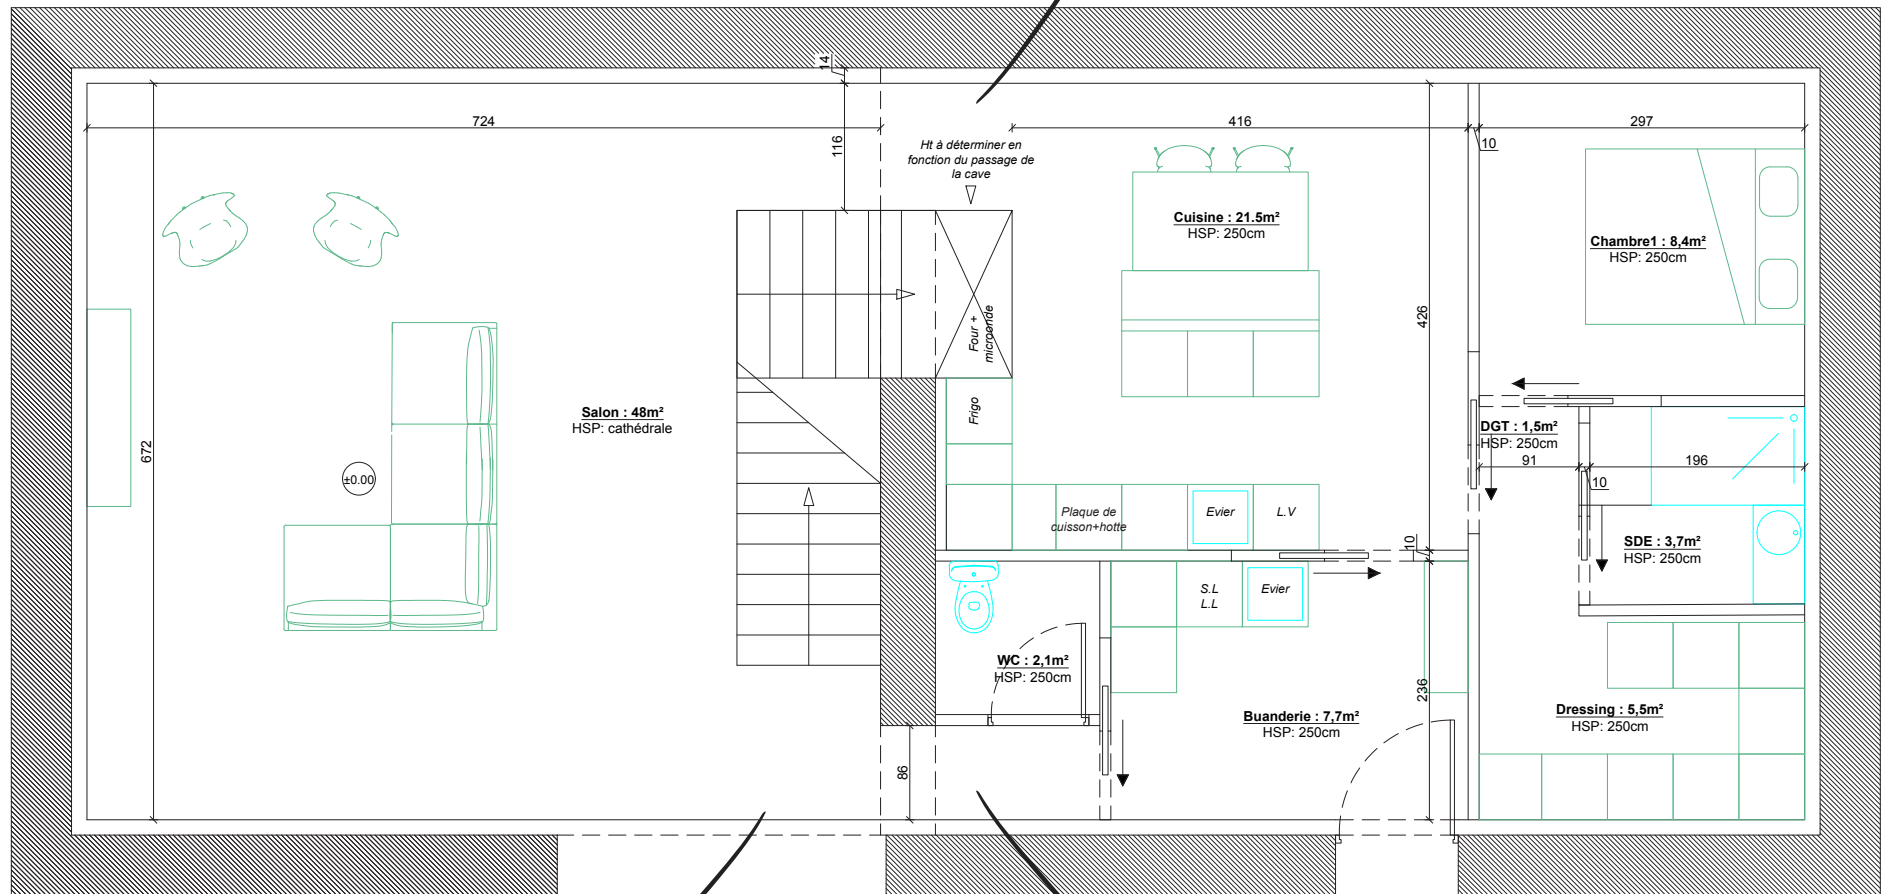 14
724
416
297
116
10
Ht à déterminer en
fonction du passage de
la cave
Cuisine : 21.5m²
HSP: 250cm
Chambre1 : 8,4m²
HSP: 250cm
Four +
microonde
426
Frigo
Salon : 48m²
HSP: cathédrale
672
±0.00
DGT : 1,5m²
HSP: 250cm
91
196
10
Plaque de
cuisson+hotte
Evier
L.V
10
SDE : 3,7m²
HSP: 250cm
S.L
L.L
Evier
WC : 2,1m²
HSP: 250cm
236
Buanderie : 7,7m²
HSP: 250cm
Dressing : 5,5m²
HSP: 250cm
86